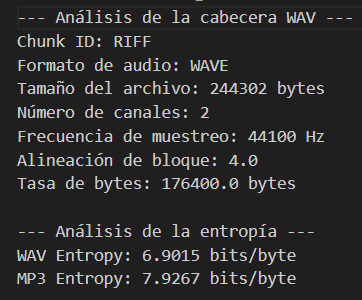 --- Análisis de la cabecera WAV ---
Chunk ID: RIFF
Formato de audio: WAVE
Tamaño del archivo: 244302 bytes
Número de canales: 2
Frecuencia de muestreo: 44100 Hz
Alineación de bloque: 4.0
Tasa de bytes: 176400.0 bytes

--- Análisis de la entropía ---
WAV Entropy: 6.9015 bits/byte
MP3 Entropy: 7.9267 bits/byte